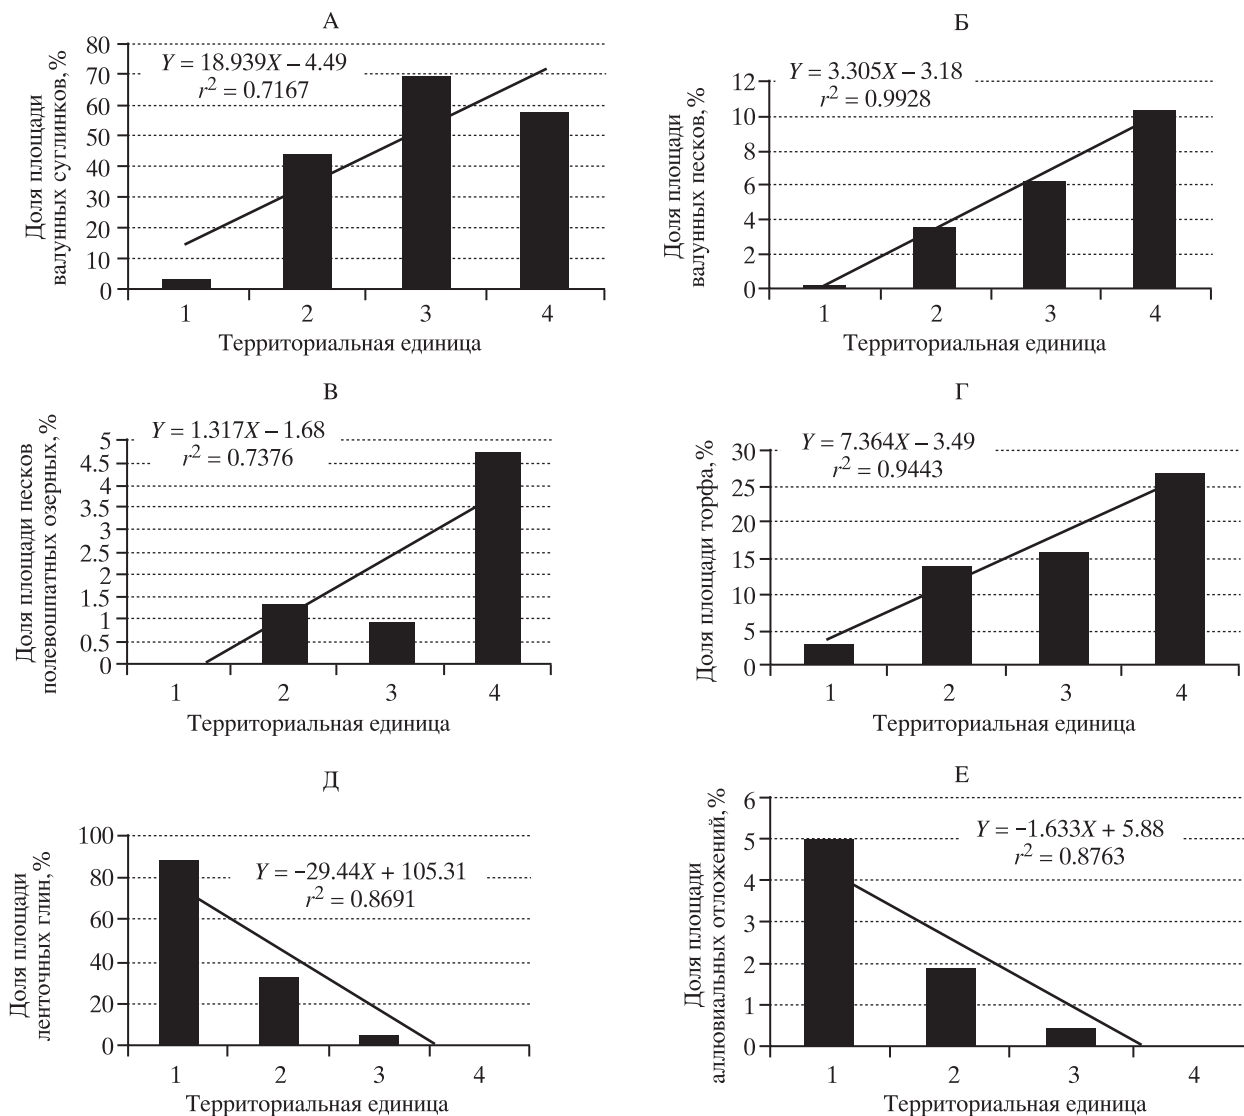 А
Доля площади
валунных суглинков, %
Y = 18.939X – 4.49
r² = 0.7167
80
70
60
50
40
30
20
10
0
1 2 3 4
Территориальная единица
Б
Доля площади
валунных песков, %
Y = 3.305X – 3.18
r² = 0.9928
12
10
8
6
4
2
0
1 2 3 4
Территориальная единица
В
Доля площади песков
полевошпатных озерных, %
Y = 1.317X – 1.68
r² = 0.7376
5
4.5
4
3.5
3
2.5
2
1.5
1
0.5
0
1 2 3 4
Территориальная единица
Г
Доля площади торфа, %
Y = 7.364X – 3.49
r² = 0.9443
30
25
20
15
10
5
0
1 2 3 4
Территориальная единица
Д
Доля площади
ленточных глин, %
Y = –29.44X + 105.31
r² = 0.8691
100
80
60
40
20
0
1 2 3 4
Территориальная единица
Е
Доля площади
аллювиальных отложений, %
Y = –1.633X + 5.88
r² = 0.8763
6
5
4
3
2
1
0
1 2 3 4
Территориальная единица